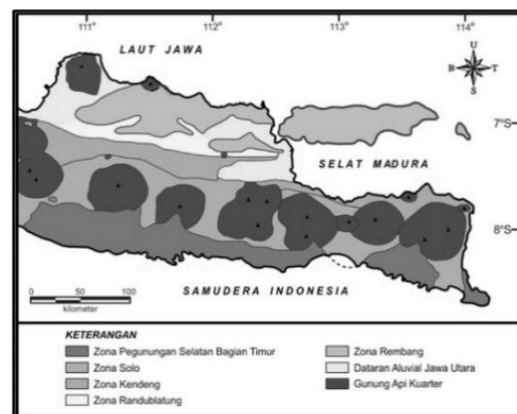 111° 112° 113° 114°
LAUT JAWA
U
B T
S
7°S
SELAT MADURA
8°S
SAMUDERA INDONESIA
100 0 100
kilometer
KETERANGAN
Zona Pegunungan Selatan Bagian Timur
Zona Solo
Zona Kendeng
Zona Randublatung
Zona Rembang
Dataran Aluvial Jawa Utara
Gunung Api Kuarter